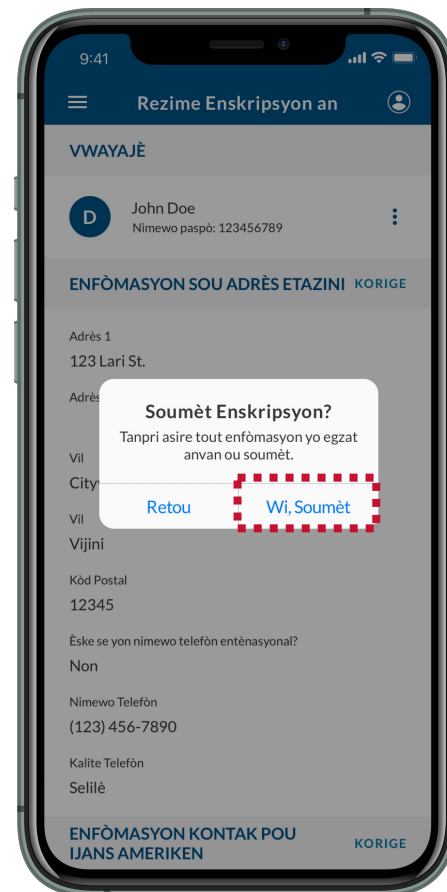 9:41
Rezime Enskripsyon an
VWAYAJÈ
D
John Doe
Nimewo paspò: 123456789
ENFÒMASYON SOU ADRÈS ETAZINI KORIGE
Adrès 1
123 Lari St.
Adrès
Soumèt Enskripsyon?
Tanpri asire tout enfòmasyon yo egzat
anvan ou soumèt.
Retou Wi, Soumèt
Vil
City
Vil
Vijini
Kòd Postal
12345
Èske se yon nimewo telefòn entènasyonal?
Non
Nimewo Telefòn
(123) 456-7890
Kalite Telefòn
Selilè
ENFÒMASYON KONTAK POU
IJANS AMERIKEN
KORIGE